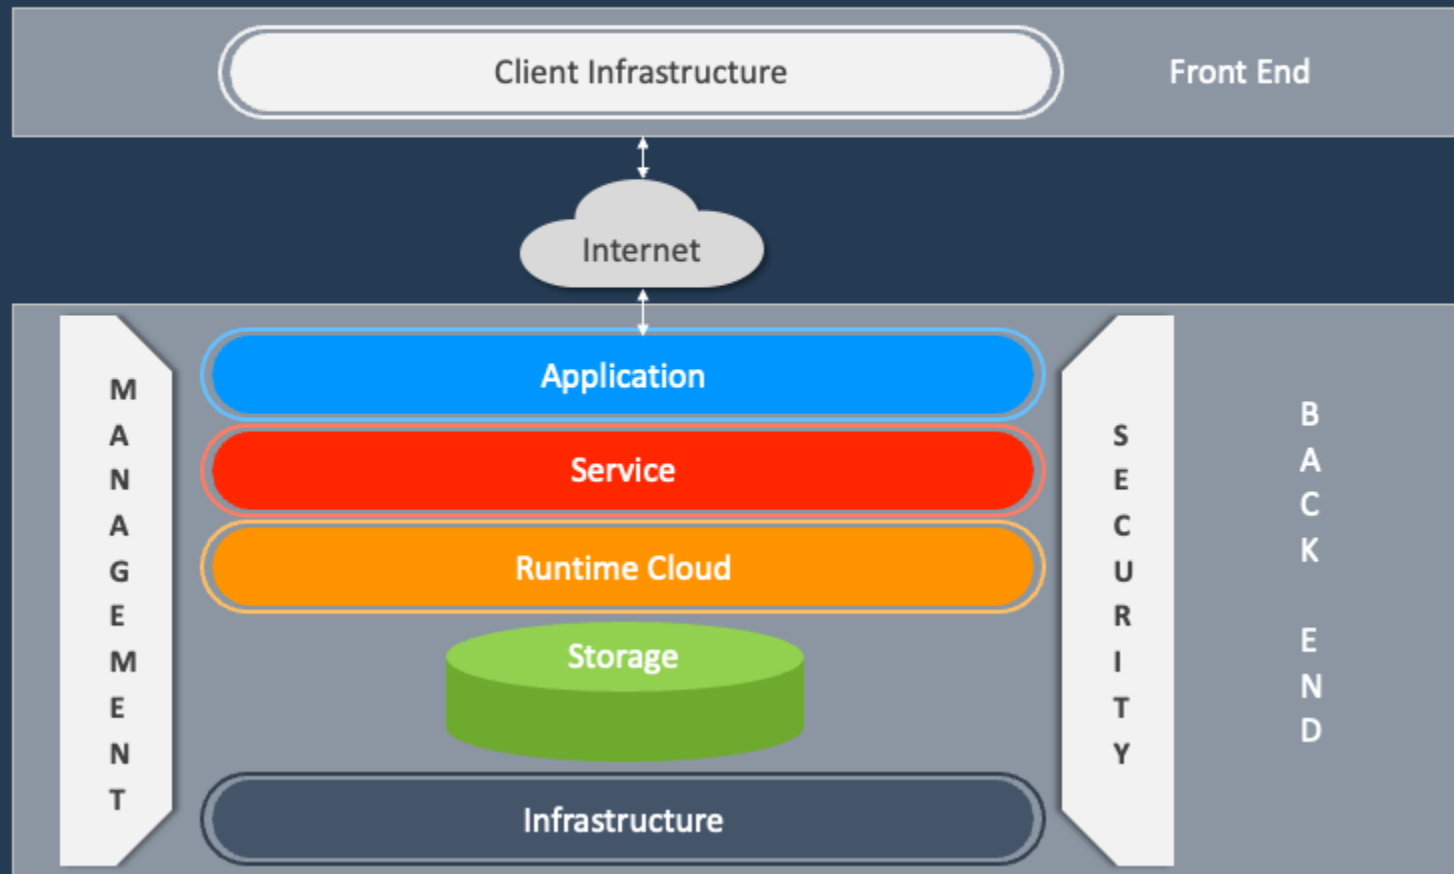 Client Infrastructure
Front End
Internet
MANAGEMENT
Application
Service
Runtime Cloud
Storage
Infrastructure
SECURITY
BACK END